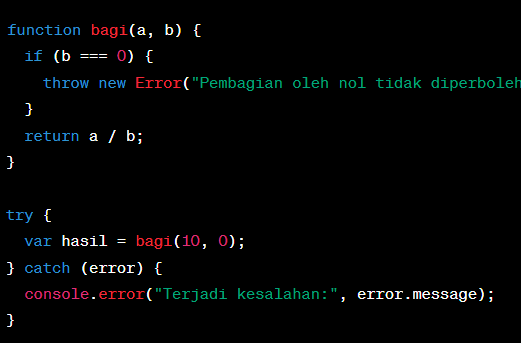 function bagi(a, b) {
if (b === 0) {
throw new Error("Pembagian oleh nol tidak diperboleh
}
return a / b;
}
try {
var hasil = bagi(10, 0);
} catch (error) {
console.error("Terjadi kesalahan:", error.message);
}